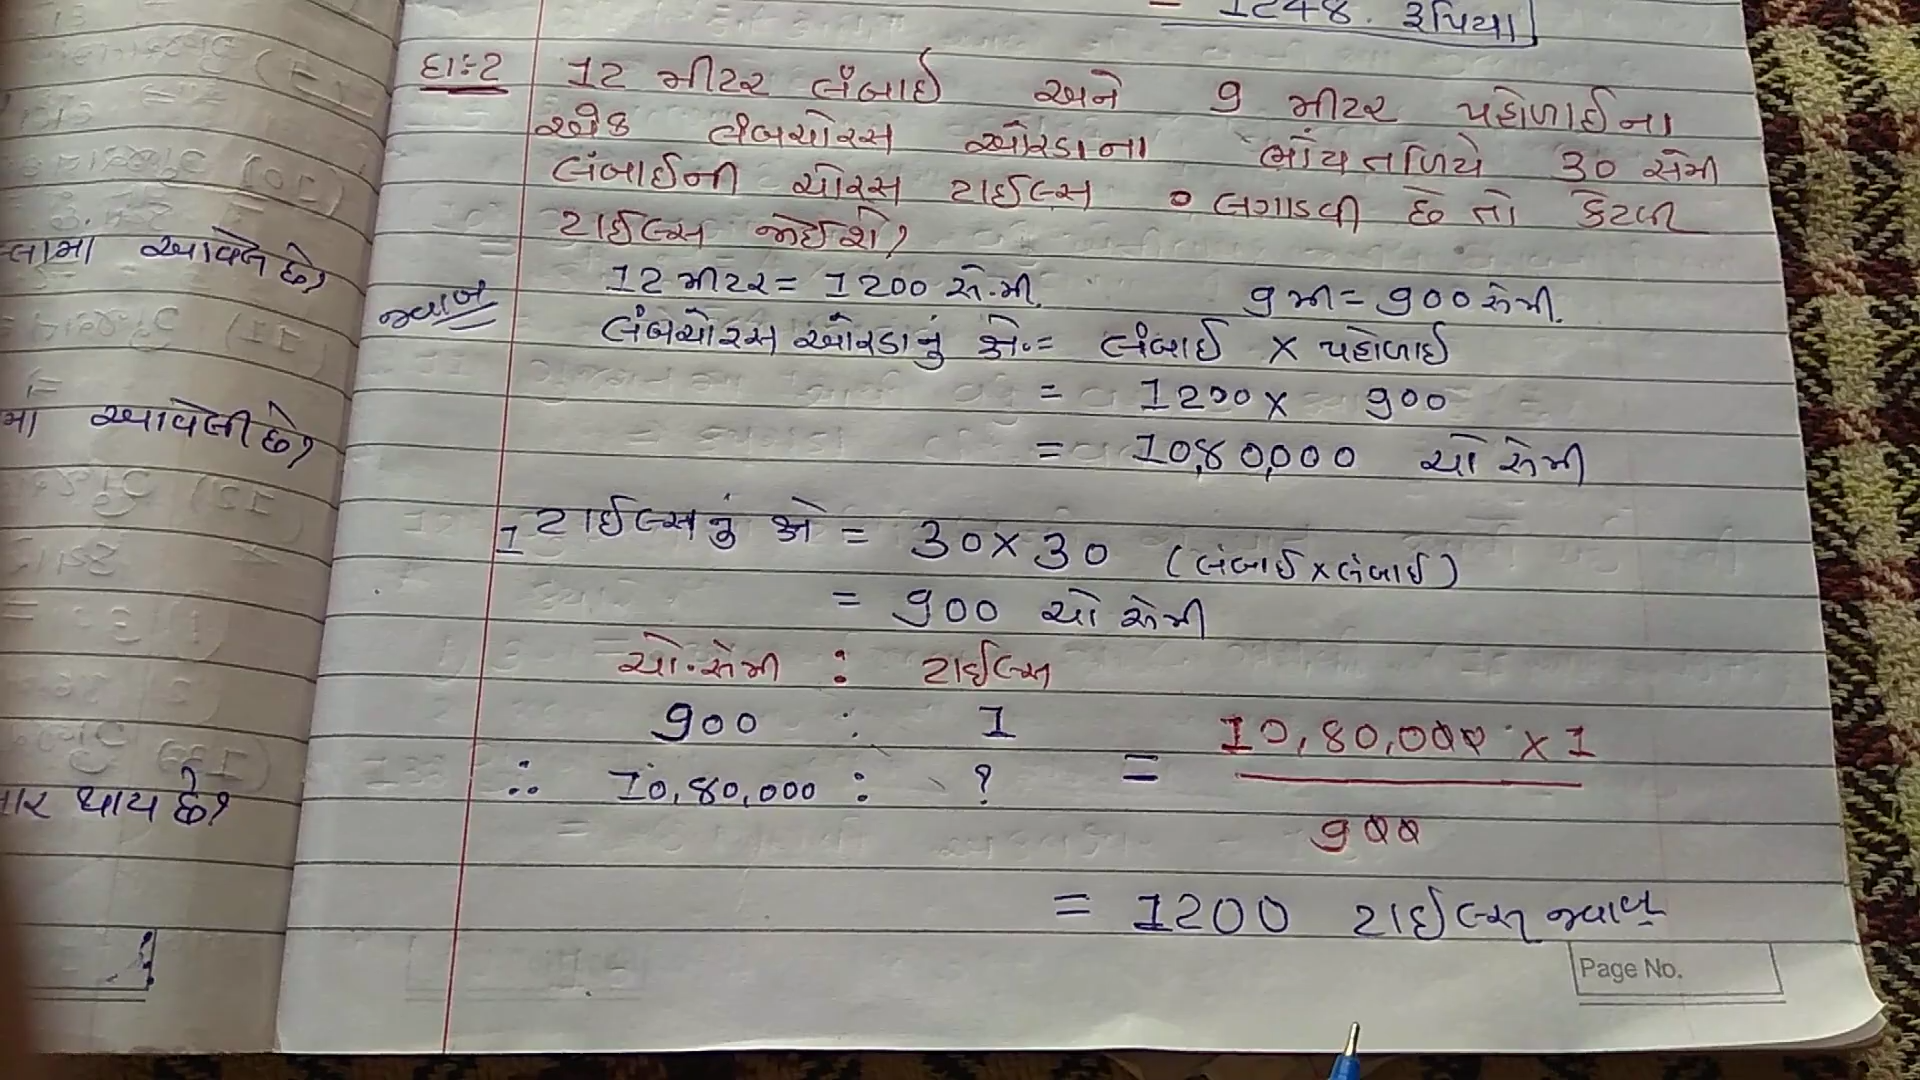 1248. રૂપિયા
દા:-2 12 મીટર લંબાઈ અને 9 મીટર પહોળાઈના
એક લંબચોરસ ઓરડાના ભોંયતળિયે 30 સેમી
લંબાઈની ચોરસ ટાઈલ્સ લગાડવી છે તો કેટલી
ટાઈલ્સ જોઈશે?
જવાબ 12 મીટર = 1200 સે.મી. 9 મી = 900 સેમી.
લંબચોરસ ઓરડાનું ક્ષે. = લંબાઈ × પહોળાઈ
= 1200 × 900
= 10,80,000 ચો સેમી
1 ટાઈલ્સનું ક્ષે = 30 × 30 (લંબાઈ × લંબાઈ)
= 900 ચો સેમી
ચો.સેમી : ટાઈલ્સ
900 : 1
∴ 10,80,000 : ? = 10,80,000 × 1
900
= 1200 ટાઈલ્સ જવાબ
Page No.
લામા આવેલ છે?
માં આવેલી છે?
ાર થાય છે?